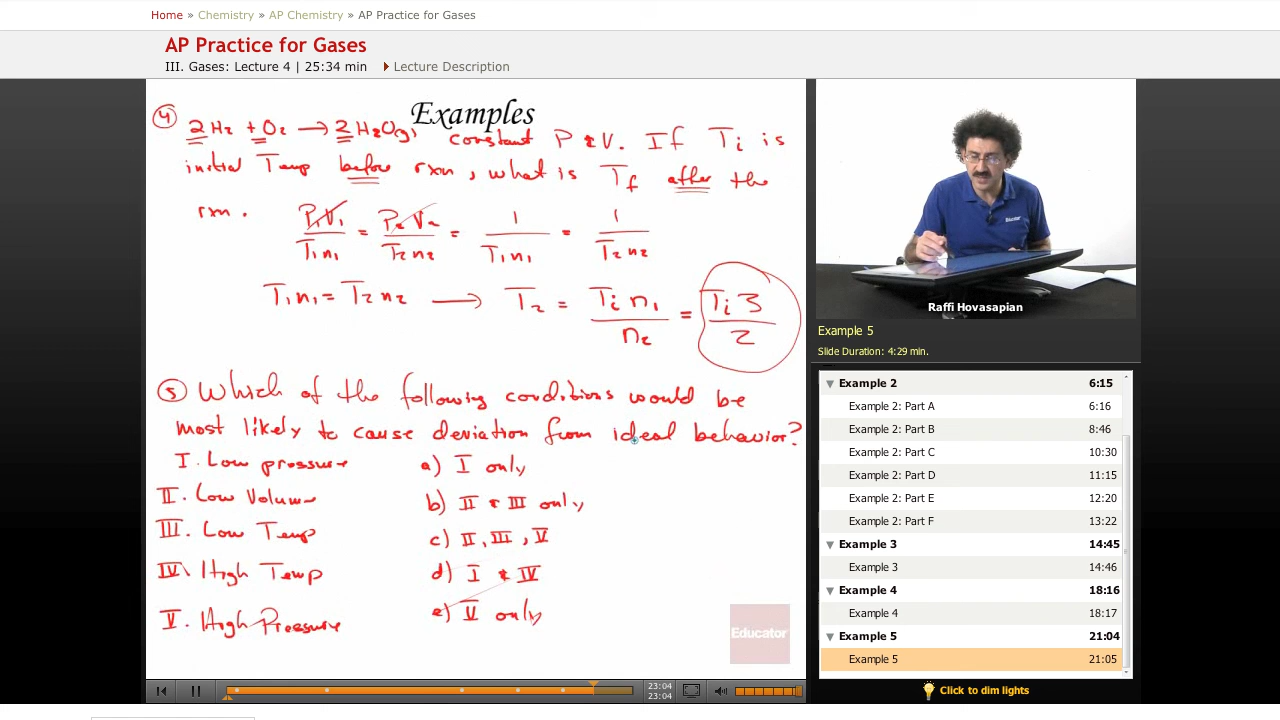 Home » Chemistry » AP Chemistry » AP Practice for Gases
AP Practice for Gases
III. Gases: Lecture 4 | 25:34 min
Lecture Description
Examples
④ 2H₂ + O₂ → 2H₂O(g), constant P & V. If Ti is
initial Temp before rxn, what is Tf after the
rxn.
P₁V₁/T₁n₁ = P₂V₂/T₂n₂ = 1/T₁n₁ = 1/T₂n₂
T₁n₁ = T₂n₂ → T₂ = Ti n₁/n₂ = Ti 3/2
⑤ Which of the following conditions would be
most likely to cause deviation from ideal behavior?
I. Low pressure
II. Low Volume
III. Low Temp
IV. High Temp
V. High Pressure
a) I only
b) II & III only
c) II, III, V
d) I & IV
e) V only
Educator
Educator
Raffi Hovasapian
Example 5
Slide Duration: 4:29 min.
Example 2 6:15
Example 2: Part A 6:16
Example 2: Part B 8:46
Example 2: Part C 10:30
Example 2: Part D 11:15
Example 2: Part E 12:20
Example 2: Part F 13:22
Example 3 14:45
Example 3 14:46
Example 4 18:16
Example 4 18:17
Example 5 21:04
Example 5 21:05
23:04
23:04
Click to dim lights